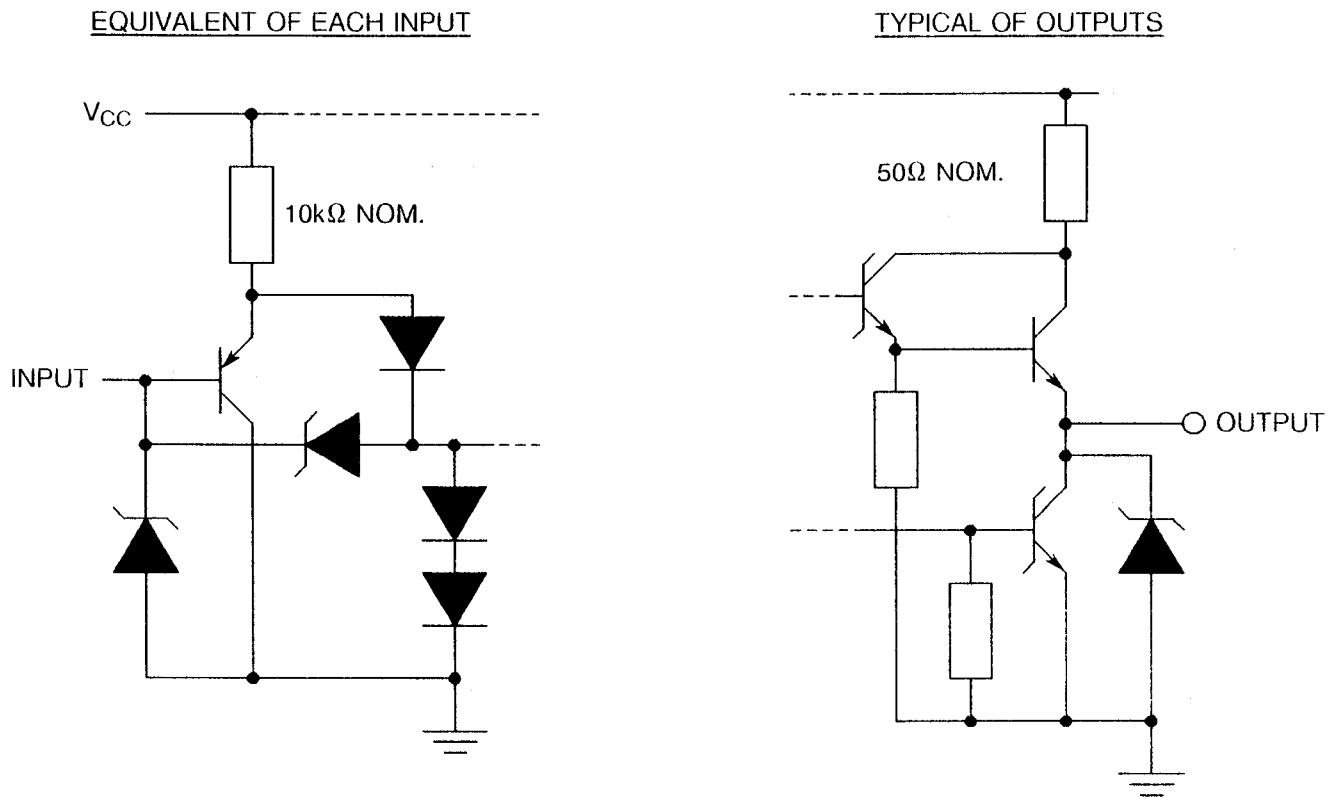 EQUIVALENT OF EACH INPUT
TYPICAL OF OUTPUTS
VCC
10kΩ NOM.
INPUT
50Ω NOM.
OUTPUT